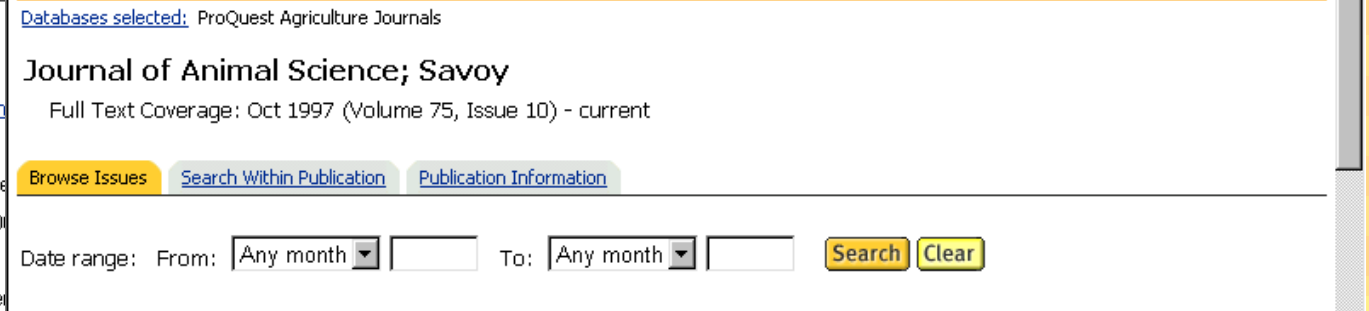 Databases selected: ProQuest Agriculture Journals
Journal of Animal Science; Savoy
Full Text Coverage: Oct 1997 (Volume 75, Issue 10) - current
Browse Issues Search Within Publication Publication Information
Date range: From: Any month To: Any month Search Clear